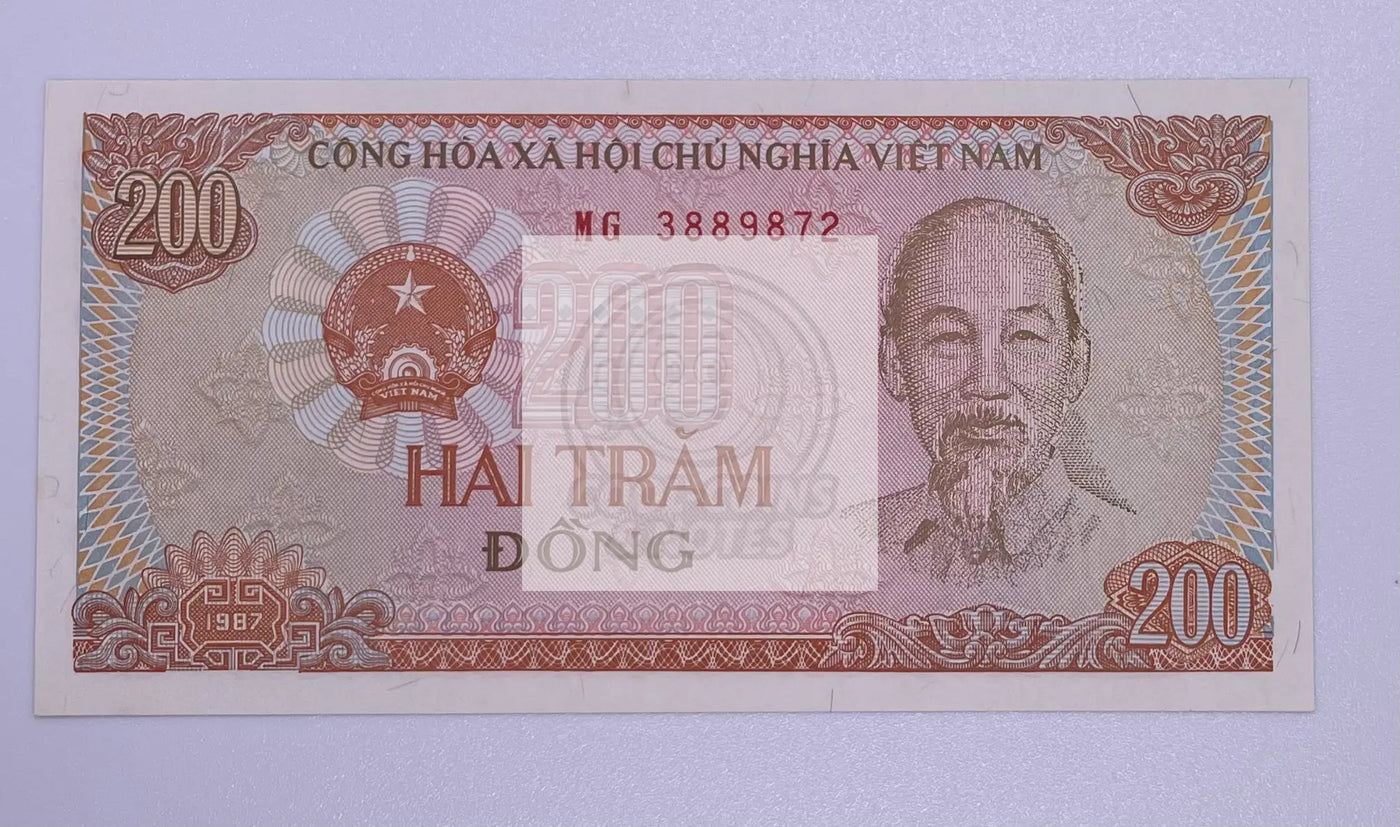 CỘNG HÒA XÃ HỘI CHỦ NGHĨA VIỆT NAM
200
MG 3889872
200
VIỆT NAM
HAI TRĂM
ĐỒNG
1987
200